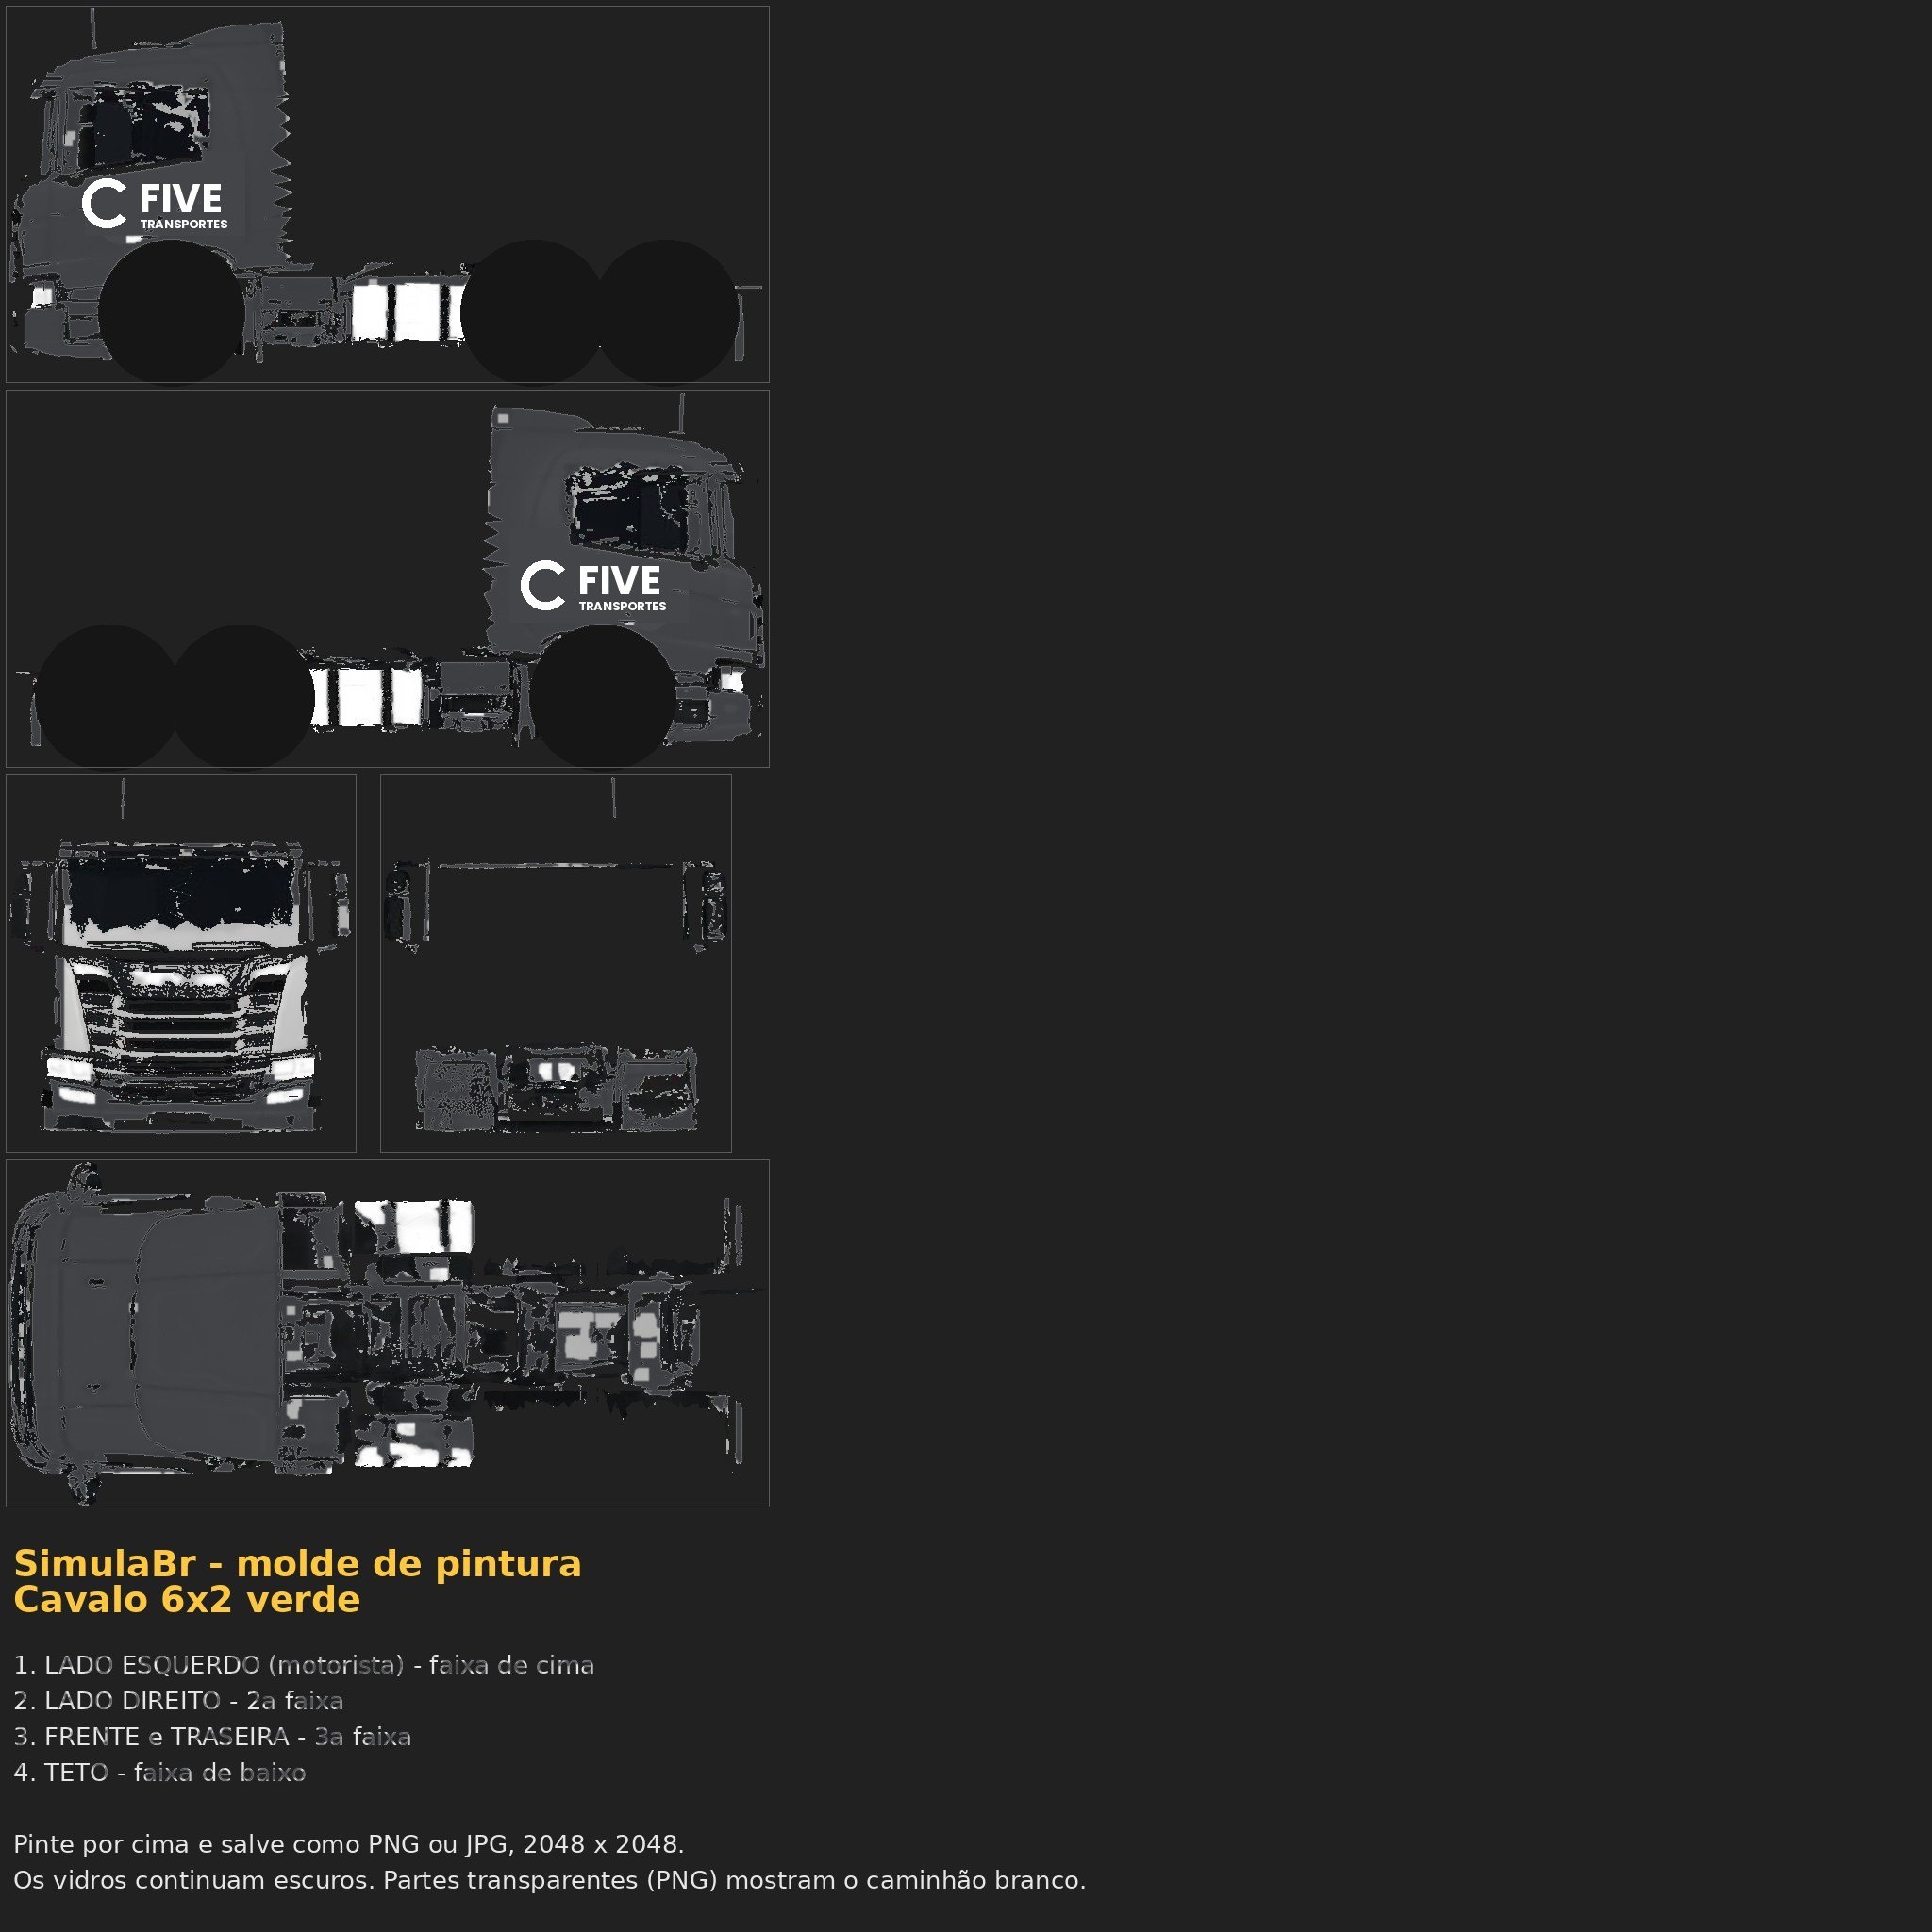 FIVE
TRANSPORTES
FIVE
TRANSPORTES
SimulaBr - molde de pintura
Cavalo 6x2 verde
1. LADO ESQUERDO (motorista) - faixa de cima
2. LADO DIREITO - 2a faixa
3. FRENTE e TRASEIRA - 3a faixa
4. TETO - faixa de baixo
Pinte por cima e salve como PNG ou JPG, 2048 x 2048.
Os vidros continuam escuros. Partes transparentes (PNG) mostram o caminhão branco.